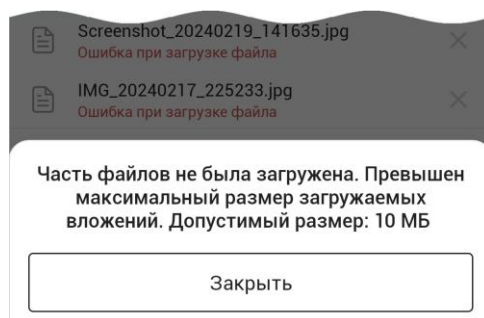 Screenshot_20240219_141635.jpg
Ошибка при загрузке файла
IMG_20240217_225233.jpg
Ошибка при загрузке файла
Часть файлов не была загружена. Превышен
максимальный размер загружаемых
вложений. Допустимый размер: 10 МБ
Закрыть